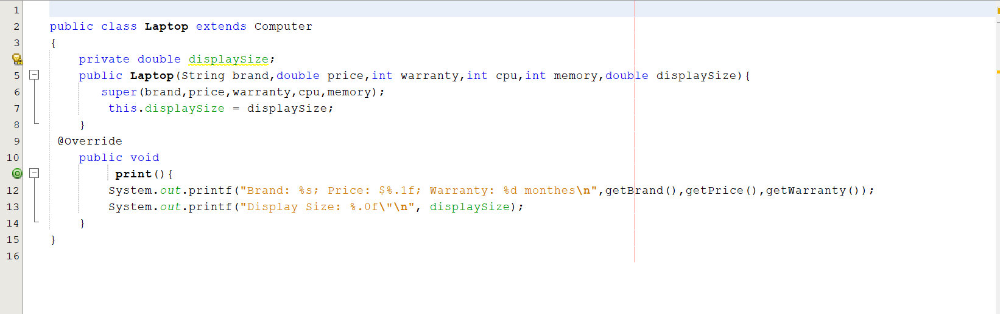 1
2 public class Laptop extends Computer
3 {
private double displaySize;
5 public Laptop(String brand,double price,int warranty,int cpu,int memory,double displaySize){
6 super(brand,price,warranty,cpu,memory);
7 this.displaySize = displaySize;
8 }
9 @Override
10 public void
print(){
12 System.out.printf("Brand: %s; Price: $%.1f; Warranty: %d monthes\n",getBrand(),getPrice(),getWarranty());
13 System.out.printf("Display Size: %.0f\"\n", displaySize);
14 }
15 }
16